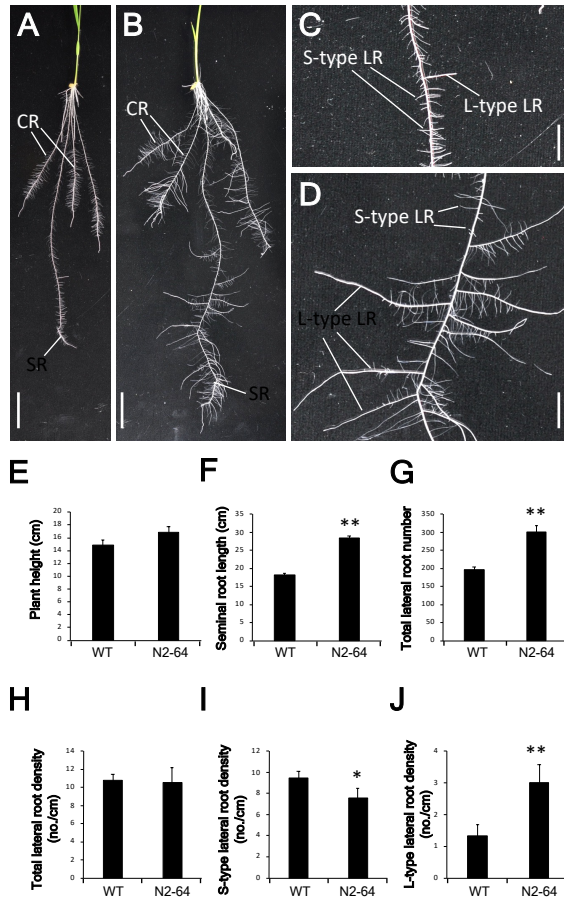 A
CR
SR
B
CR
SR
C
S-type LR
L-type LR
D
S-type LR
L-type LR
E
Plant height (cm)
20
18
16
14
12
10
8
6
4
2
0
WT
N2-64
F
Seminal root length (cm)
35
30
25
20
15
10
5
0
**
WT
N2-64
G
Total lateral root number
350
300
250
200
150
100
50
0
**
WT
N2-64
H
Total lateral root density
(no./cm)
14
12
10
8
6
4
2
0
WT
N2-64
I
S-type lateral root density
(no./cm)
12
10
8
6
4
2
0
*
WT
N2-64
J
L-type lateral root density
(no./cm)
4
3
2
1
0
**
WT
N2-64